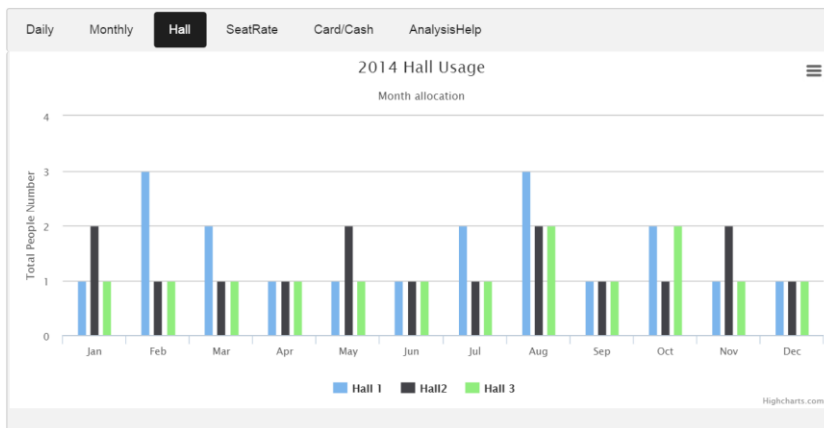 Daily Monthly Hall SeatRate Card/Cash AnalysisHelp
2014 Hall Usage
Month allocation
Total People Number
4
3
2
1
0
Jan Feb Mar Apr May Jun Jul Aug Sep Oct Nov Dec
Hall 1 Hall2 Hall 3
Highcharts.com